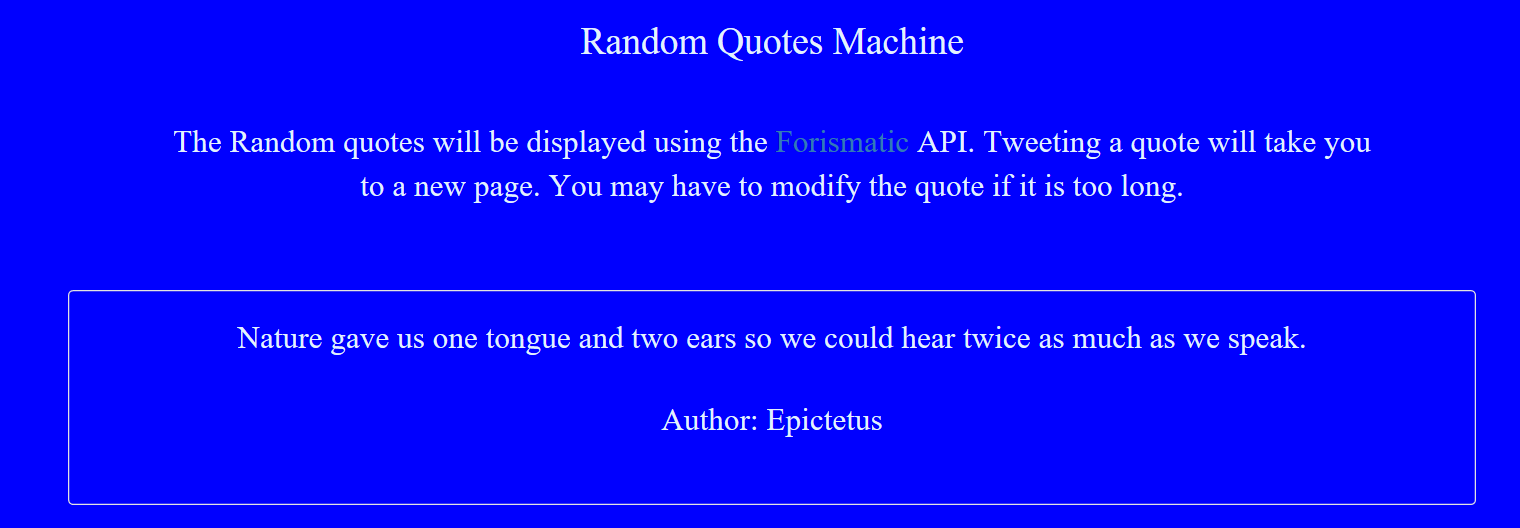 Random Quotes Machine
The Random quotes will be displayed using the Forismatic API. Tweeting a quote will take you
to a new page. You may have to modify the quote if it is too long.
Nature gave us one tongue and two ears so we could hear twice as much as we speak.
Author: Epictetus